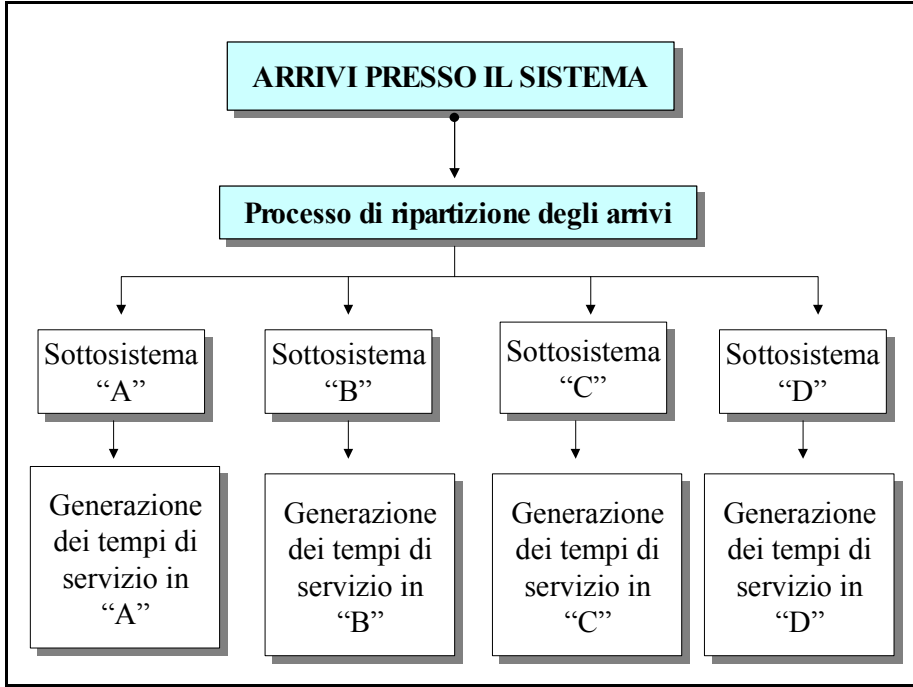 ARRIVI PRESSO IL SISTEMA
Processo di ripartizione degli arrivi
Sottosistema
“A”
Sottosistema
“B”
Sottosistema
“C”
Sottosistema
“D”
Generazione
dei tempi di
servizio in
“A”
Generazione
dei tempi di
servizio in
“B”
Generazione
dei tempi di
servizio in
“C”
Generazione
dei tempi di
servizio in
“D”